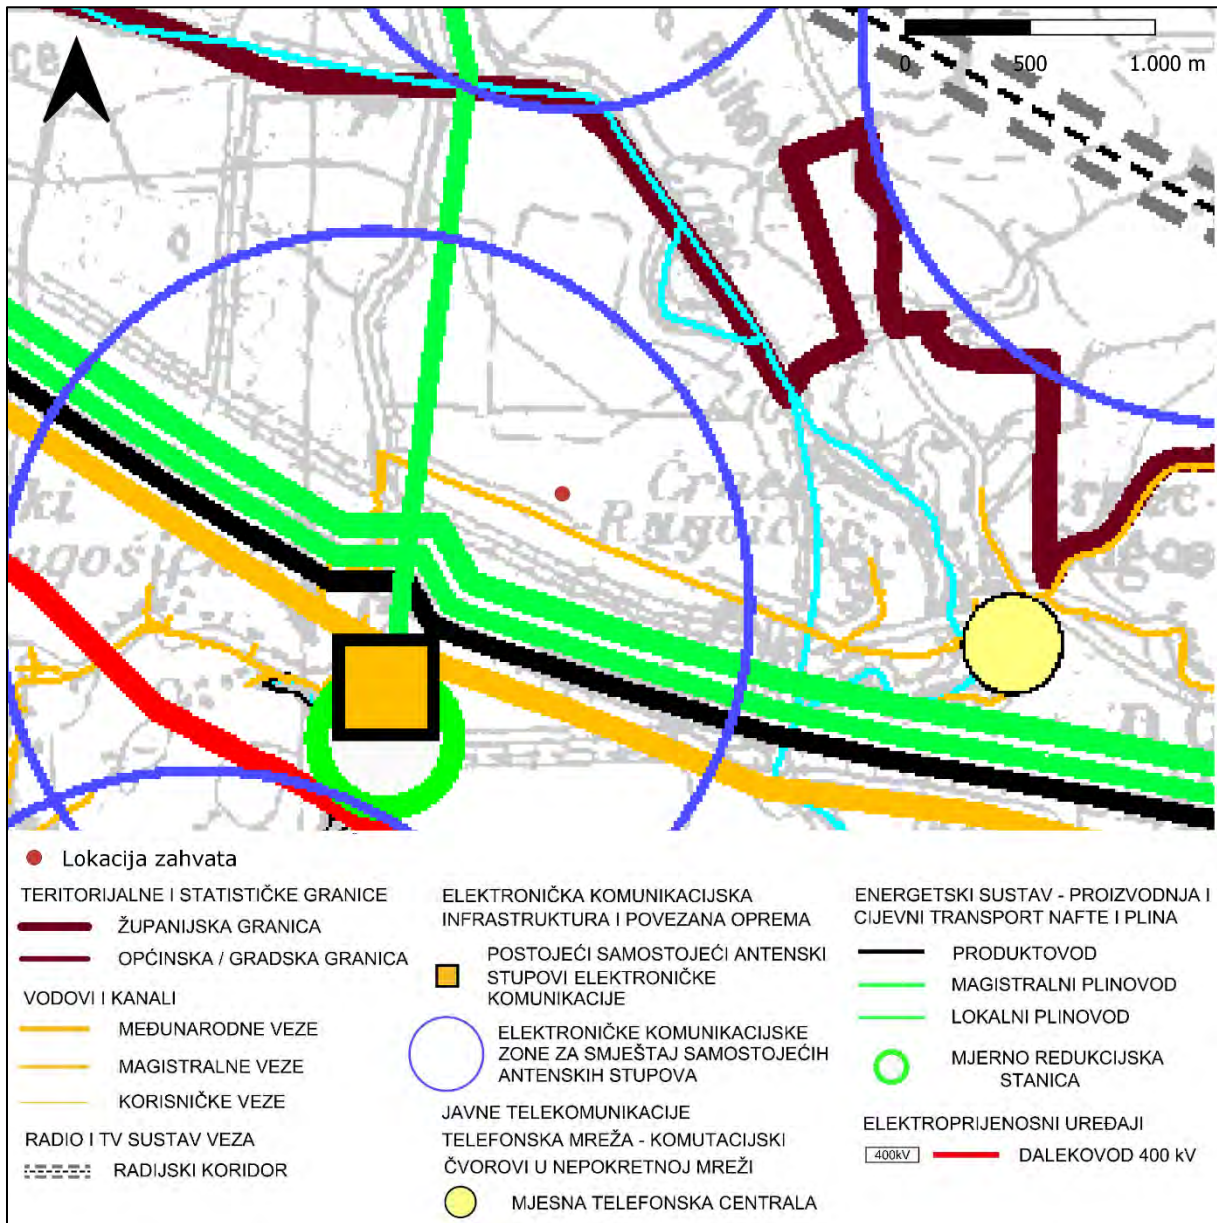 0 500 1.000 m
Lokacija zahvata
TERITORIJALNE I STATISTIČKE GRANICE
ŽUPANIJSKA GRANICA
OPĆINSKA / GRADSKA GRANICA
VODOVI I KANALI
MEĐUNARODNE VEZE
MAGISTRALNE VEZE
KORISNIČKE VEZE
RADIO I TV SUSTAV VEZA
RADIJSKI KORIDOR
ELEKTRONIČKA KOMUNIKACIJSKA
INFRASTRUKTURA I POVEZANA OPREMA
POSTOJEĆI SAMOSTOJEĆI ANTENSKI
STUPOVI ELEKTRONIČKE
KOMUNIKACIJE
ELEKTRONIČKE KOMUNIKACIJSKE
ZONE ZA SMJEŠTAJ SAMOSTOJEĆIH
ANTENSKIH STUPOVA
JAVNE TELEKOMUNIKACIJE
TELEFONSKA MREŽA - KOMUTACIJSKI
ČVOROVI U NEPOKRETNOJ MREŽI
MJESNA TELEFONSKA CENTRALA
ENERGETSKI SUSTAV - PROIZVODNJA I
CIJEVNI TRANSPORT NAFTE I PLINA
PRODUKTOVOD
MAGISTRALNI PLINOVOD
LOKALNI PLINOVOD
MJERNO REDUKCIJSKA
STANICA
ELEKTROPRIJENOSNI UREĐAJI
400kV DALEKOVOD 400 kV